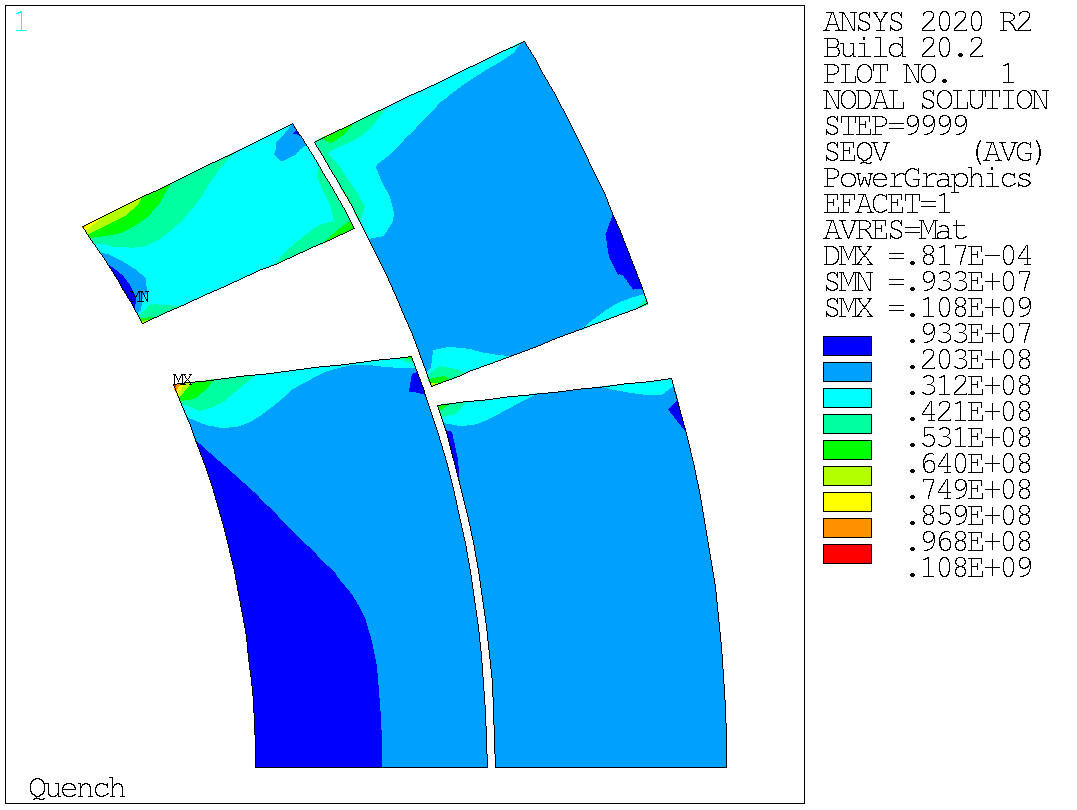 1
ANSYS 2020 R2
Build 20.2
PLOT NO. 1
NODAL SOLUTION
STEP=9999
SEQV (AVG)
PowerGraphics
EFACET=1
AVRES=Mat
DMX =.817E-04
SMN =.933E+07
SMX =.108E+09
.933E+07
.203E+08
.312E+08
.421E+08
.531E+08
.640E+08
.749E+08
.859E+08
.968E+08
.108E+09
MN
MX
Quench